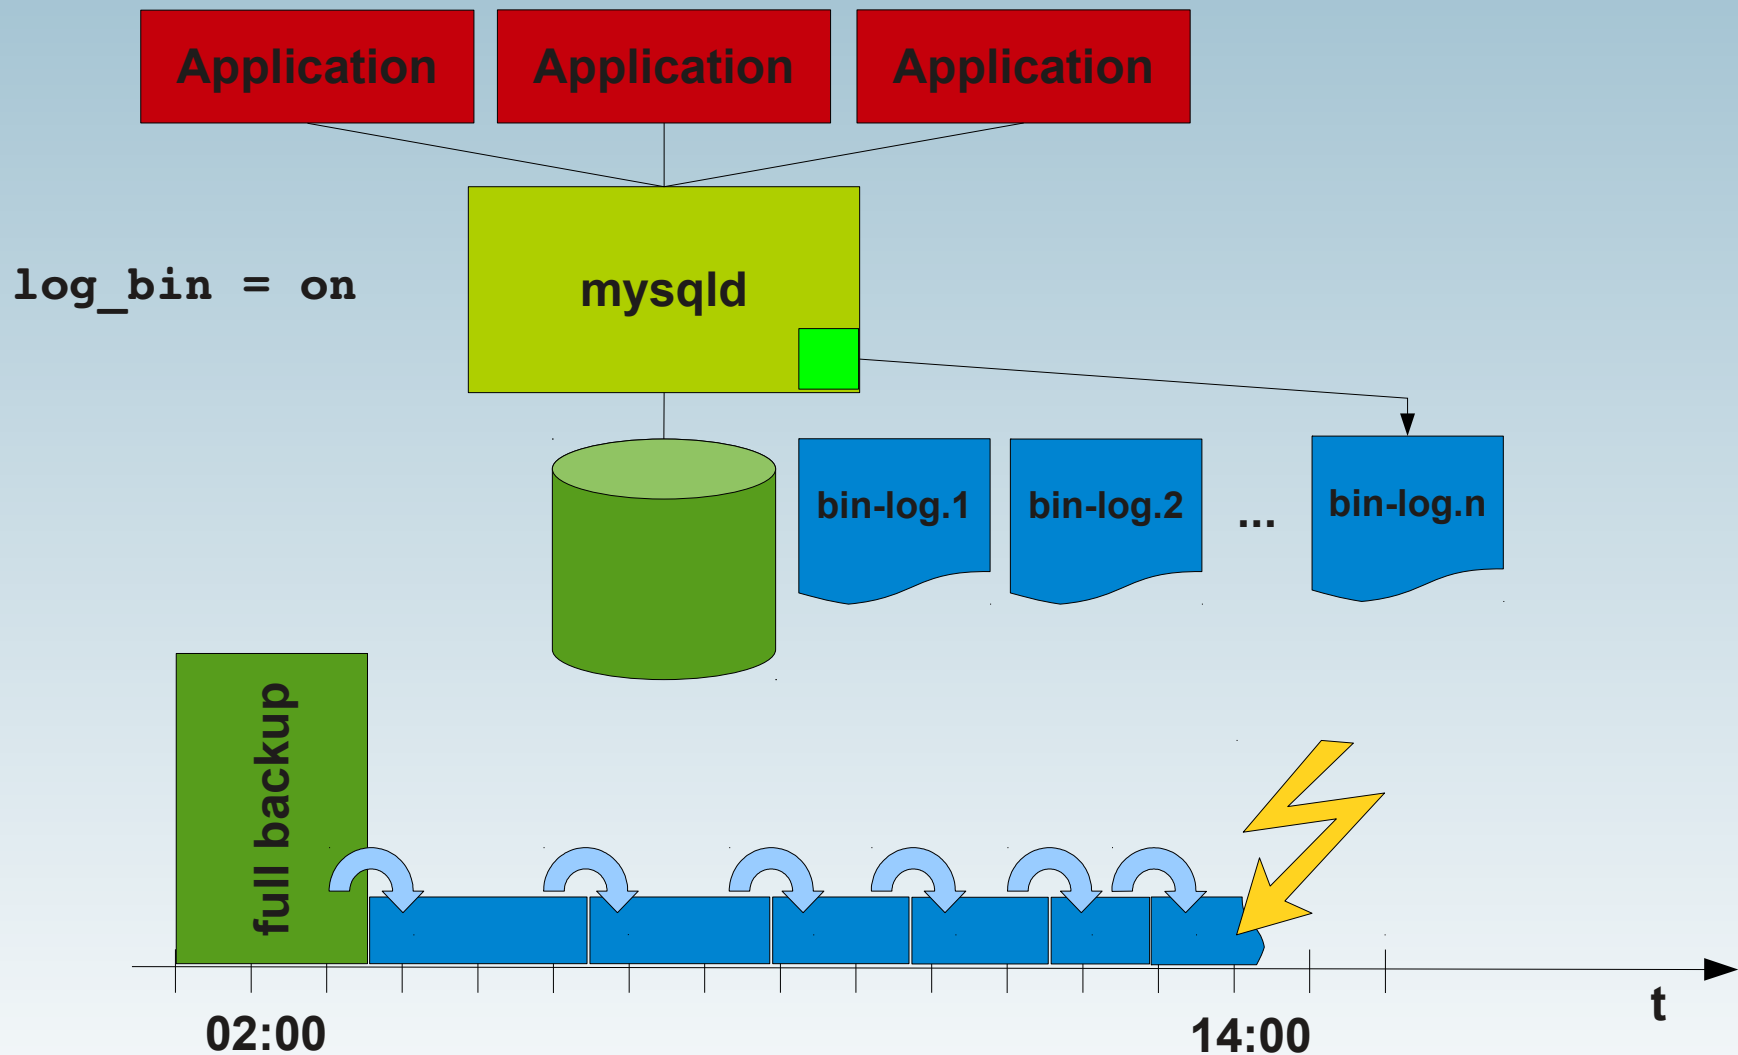 Application
Application
Application
log_bin = on
mysqld
bin-log.1
bin-log.2
...
bin-log.n
full backup
t
02:00
14:00